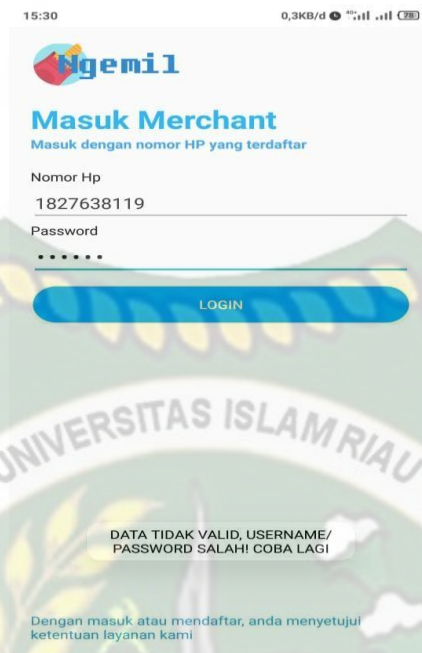 15:30 0,3KB/d 4G+ 78
Ngemil
Masuk Merchant
Masuk dengan nomor HP yang terdaftar
Nomor Hp
1827638119
Password
LOGIN
UNIVERSITAS ISLAM RIAU
DATA TIDAK VALID, USERNAME/
PASSWORD SALAH! COBA LAGI
Dengan masuk atau mendaftar, anda menyetujui
ketentuan layanan kami